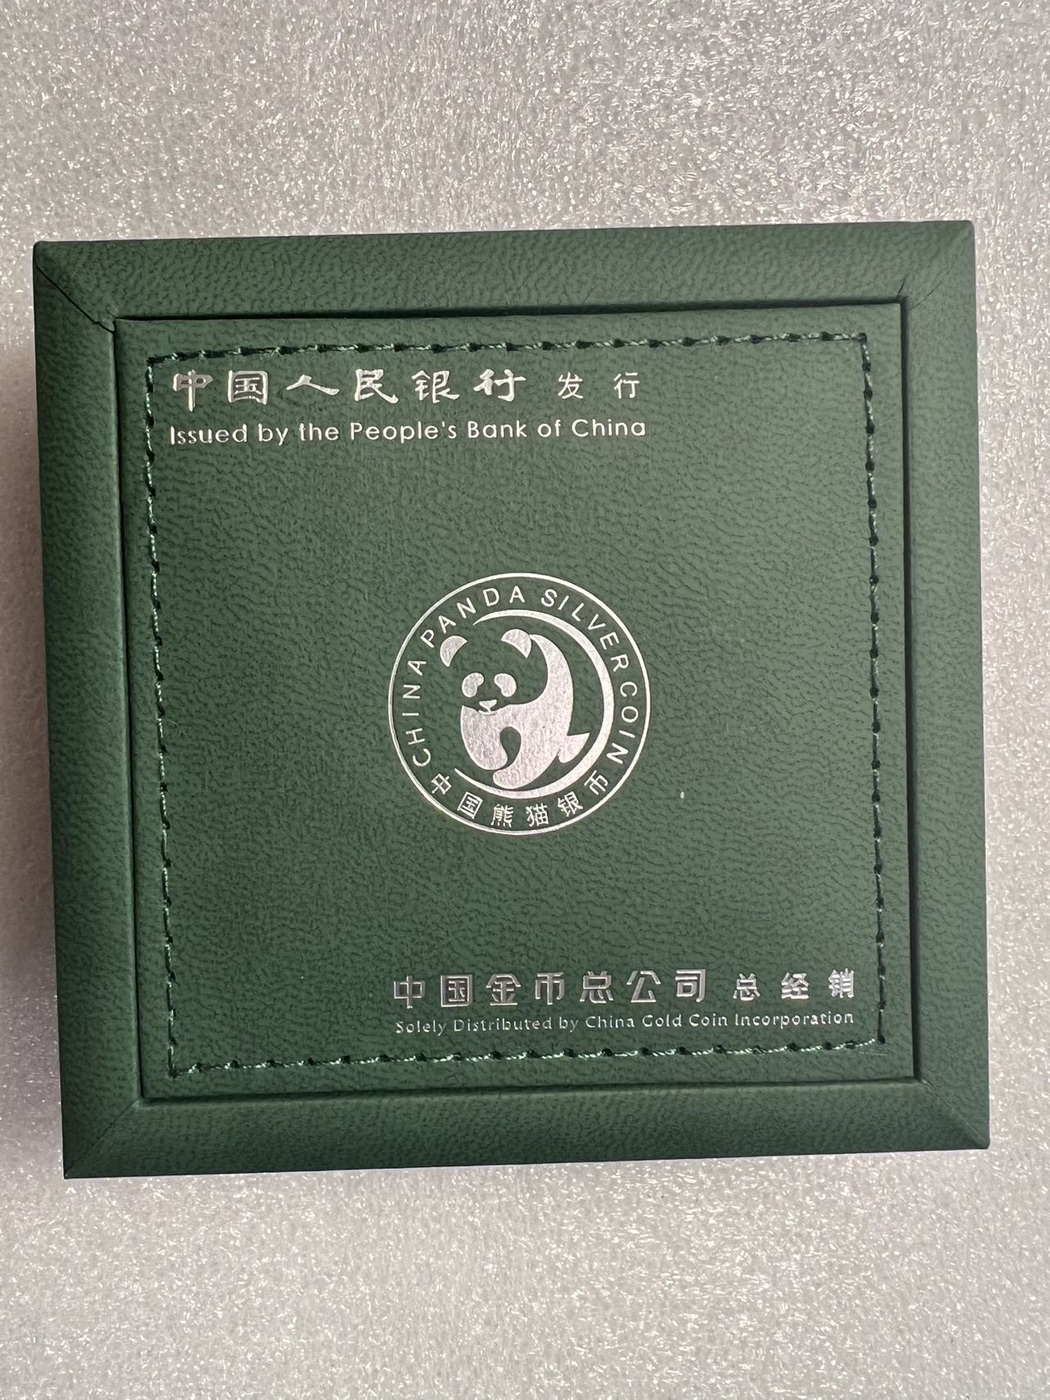 中国人民银行 发行
Issued by the People's Bank of China
CHINA PANDA SILVER COIN
中国熊猫银币
中国金币总公司 总经销
Solely Distributed by China Gold Coin Incorporation